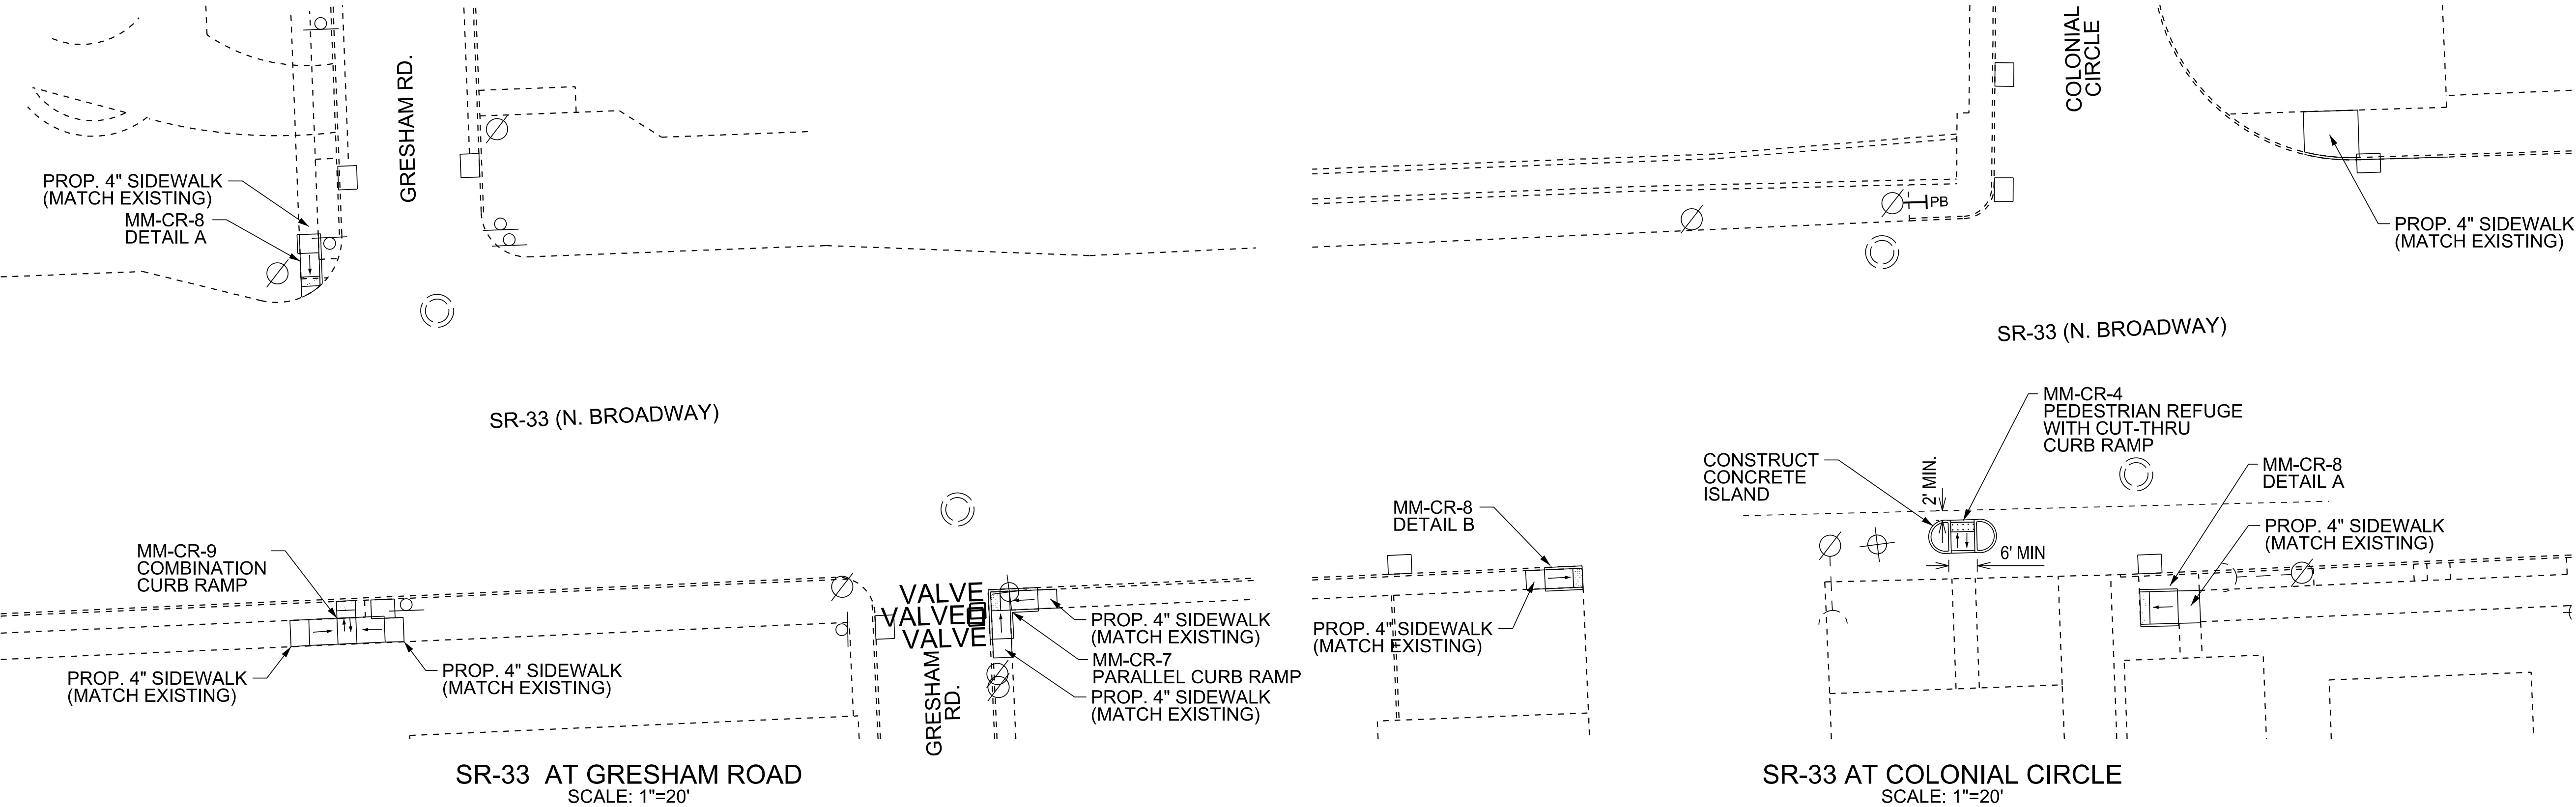 GRESHAM RD.
PROP. 4" SIDEWALK
(MATCH EXISTING)
MM-CR-8
DETAIL A
SR-33 (N. BROADWAY)
MM-CR-9
COMBINATION
CURB RAMP
PROP. 4" SIDEWALK
(MATCH EXISTING)
PROP. 4" SIDEWALK
(MATCH EXISTING)
VALVE
VALVE
VALVE
GRESHAM
RD.
PROP. 4" SIDEWALK
(MATCH EXISTING)
MM-CR-7
PARALLEL CURB RAMP
PROP. 4" SIDEWALK
(MATCH EXISTING)
SR-33 AT GRESHAM ROAD
SCALE: 1"=20'
COLONIAL
CIRCLE
PB
PROP. 4" SIDEWALK
(MATCH EXISTING)
SR-33 (N. BROADWAY)
MM-CR-4
PEDESTRIAN REFUGE
WITH CUT-THRU
CURB RAMP
CONSTRUCT
CONCRETE
ISLAND
2' MIN.
6' MIN
MM-CR-8
DETAIL A
PROP. 4" SIDEWALK
(MATCH EXISTING)
MM-CR-8
DETAIL B
PROP. 4" SIDEWALK
(MATCH EXISTING)
SR-33 AT COLONIAL CIRCLE
SCALE: 1"=20'